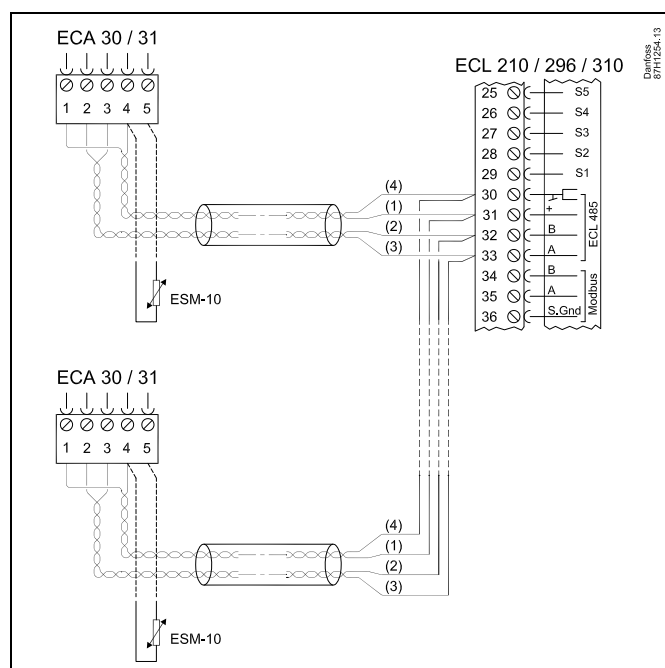 ECA 30 / 31
1 2 3 4 5
ESM-10
(4)
(1)
(2)
(3)
Danfoss
87H1254.13
ECL 210 / 296 / 310
25 S5
26 S4
27 S3
28 S2
29 S1
30
31 +
32 B
33 A
ECL 485
34 B
35 A
36 S.Gnd
Modbus
ECA 30 / 31
1 2 3 4 5
ESM-10
(4)
(1)
(2)
(3)